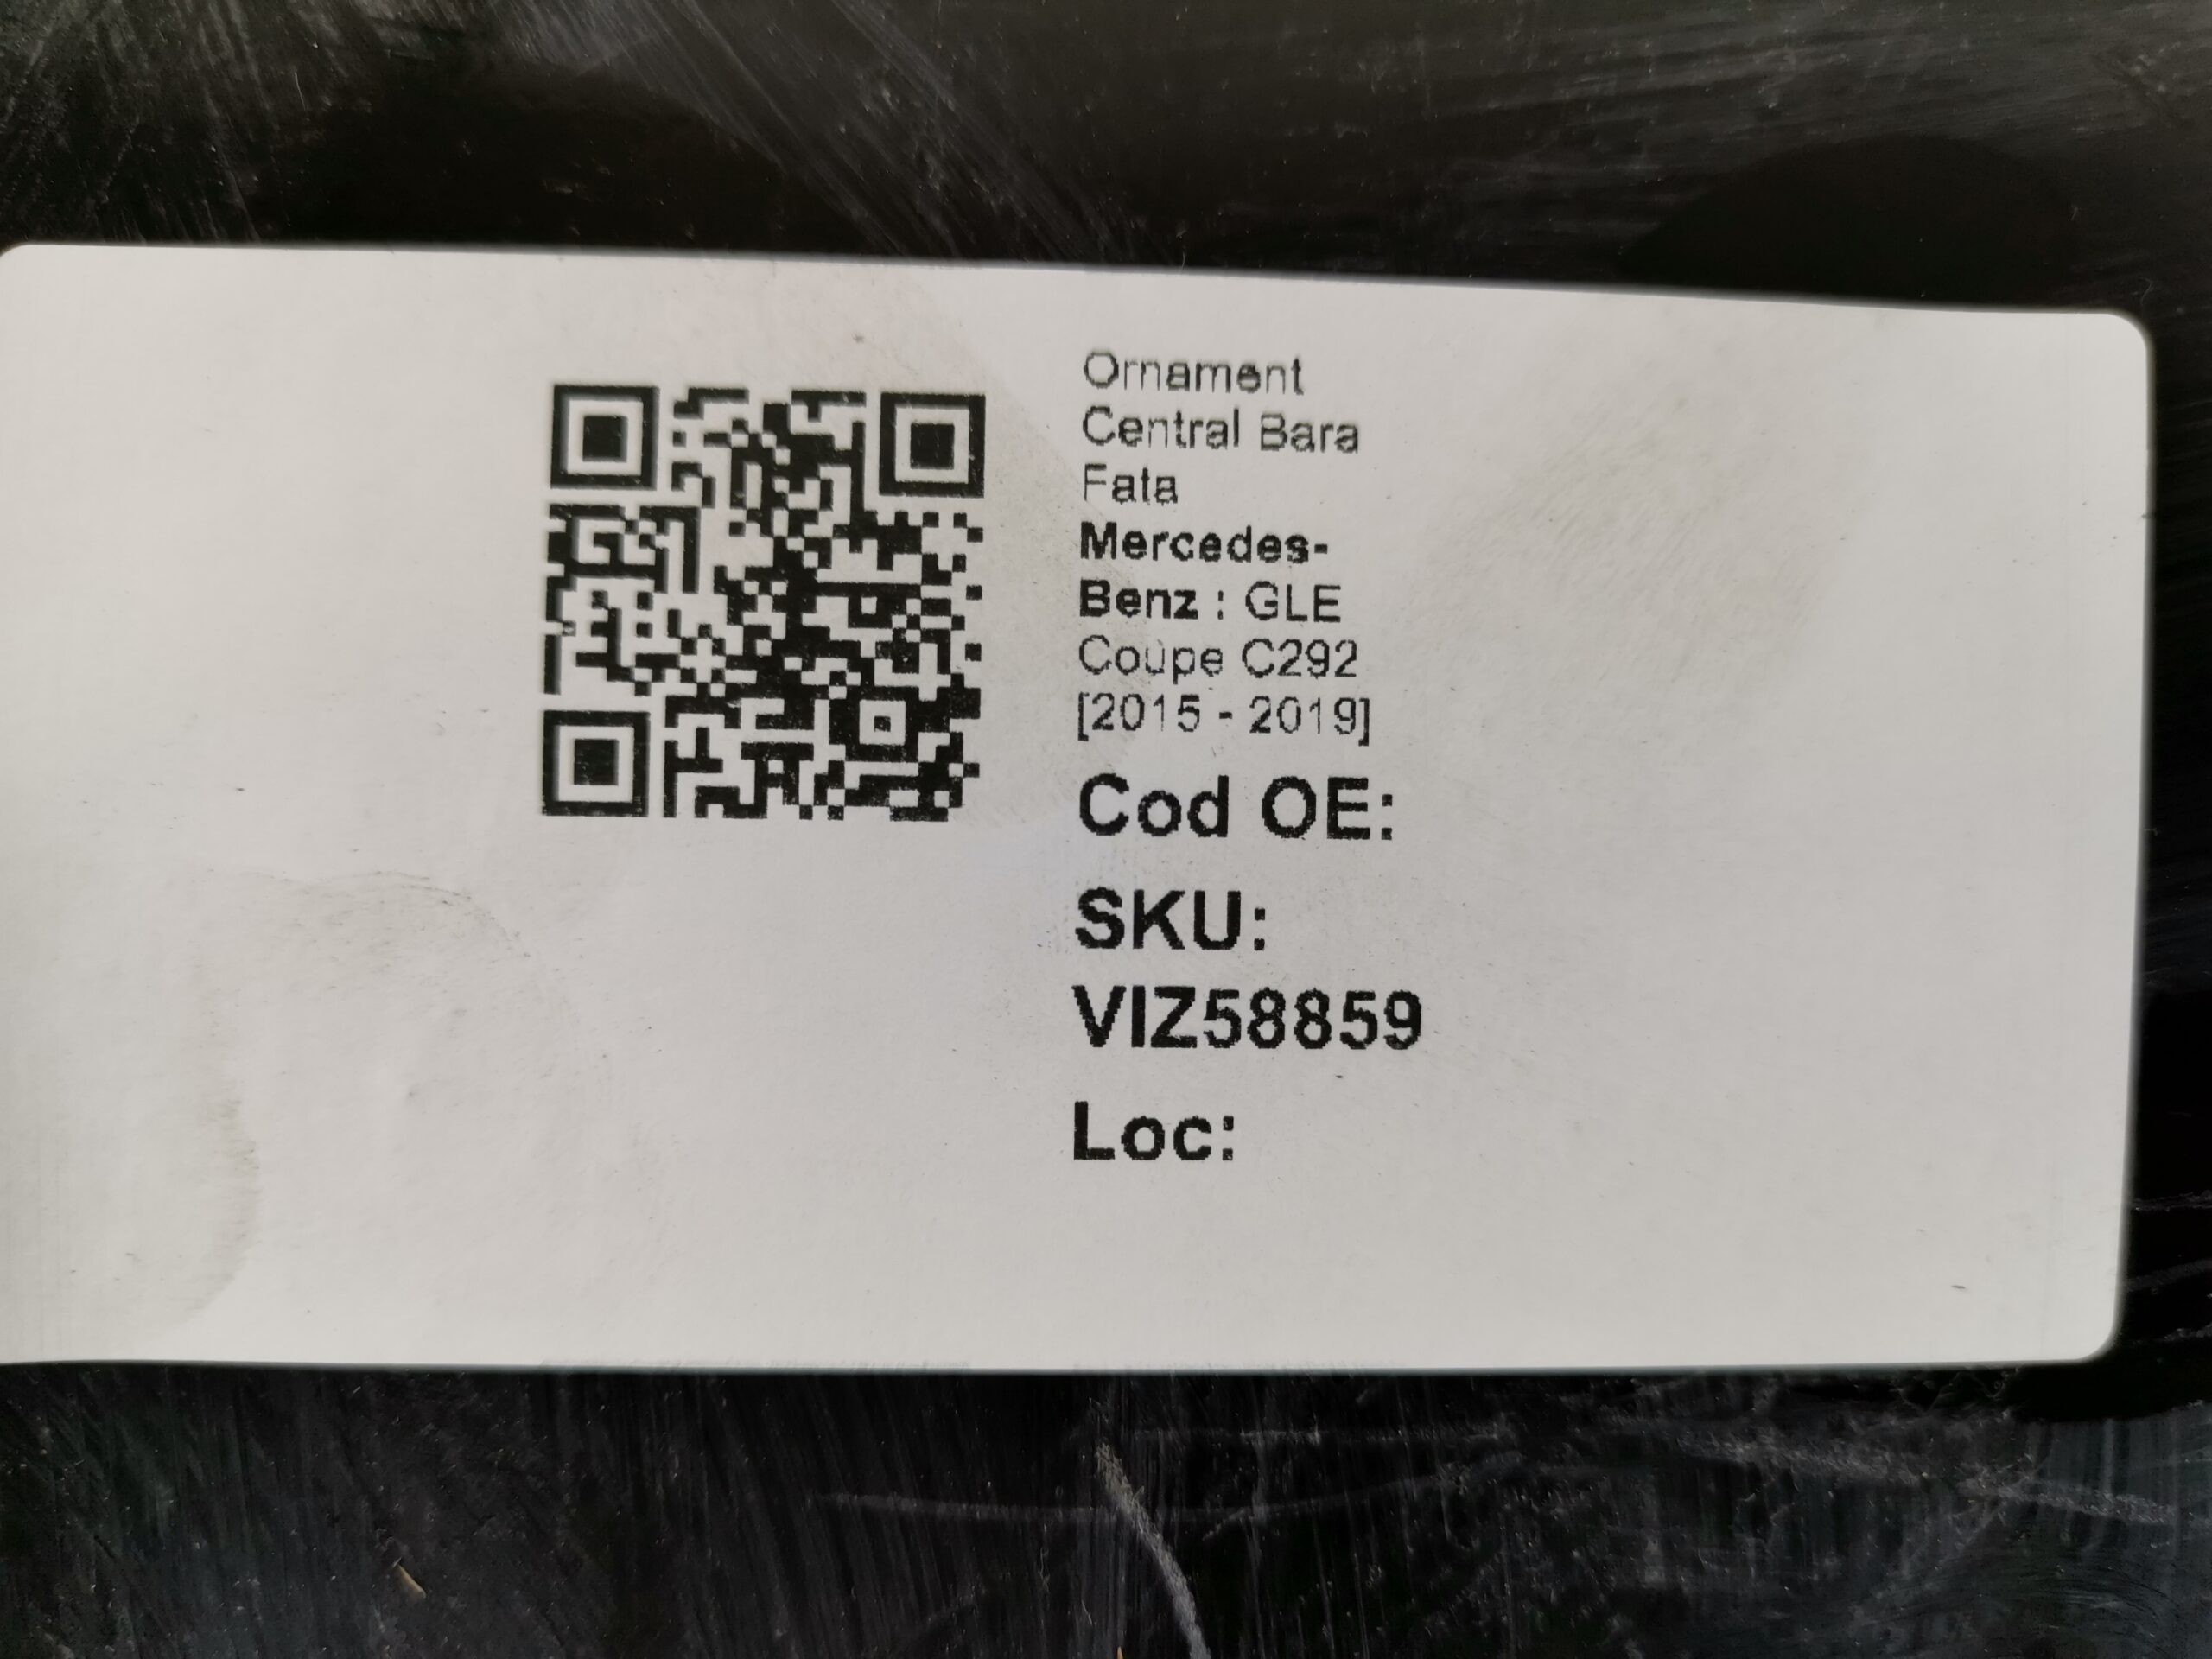 Ornament
Central Bara
Fata
Mercedes-
Benz : GLE
Coupe C292
[2015 - 2019]
Cod OE:
SKU:
VIZ58859
Loc: